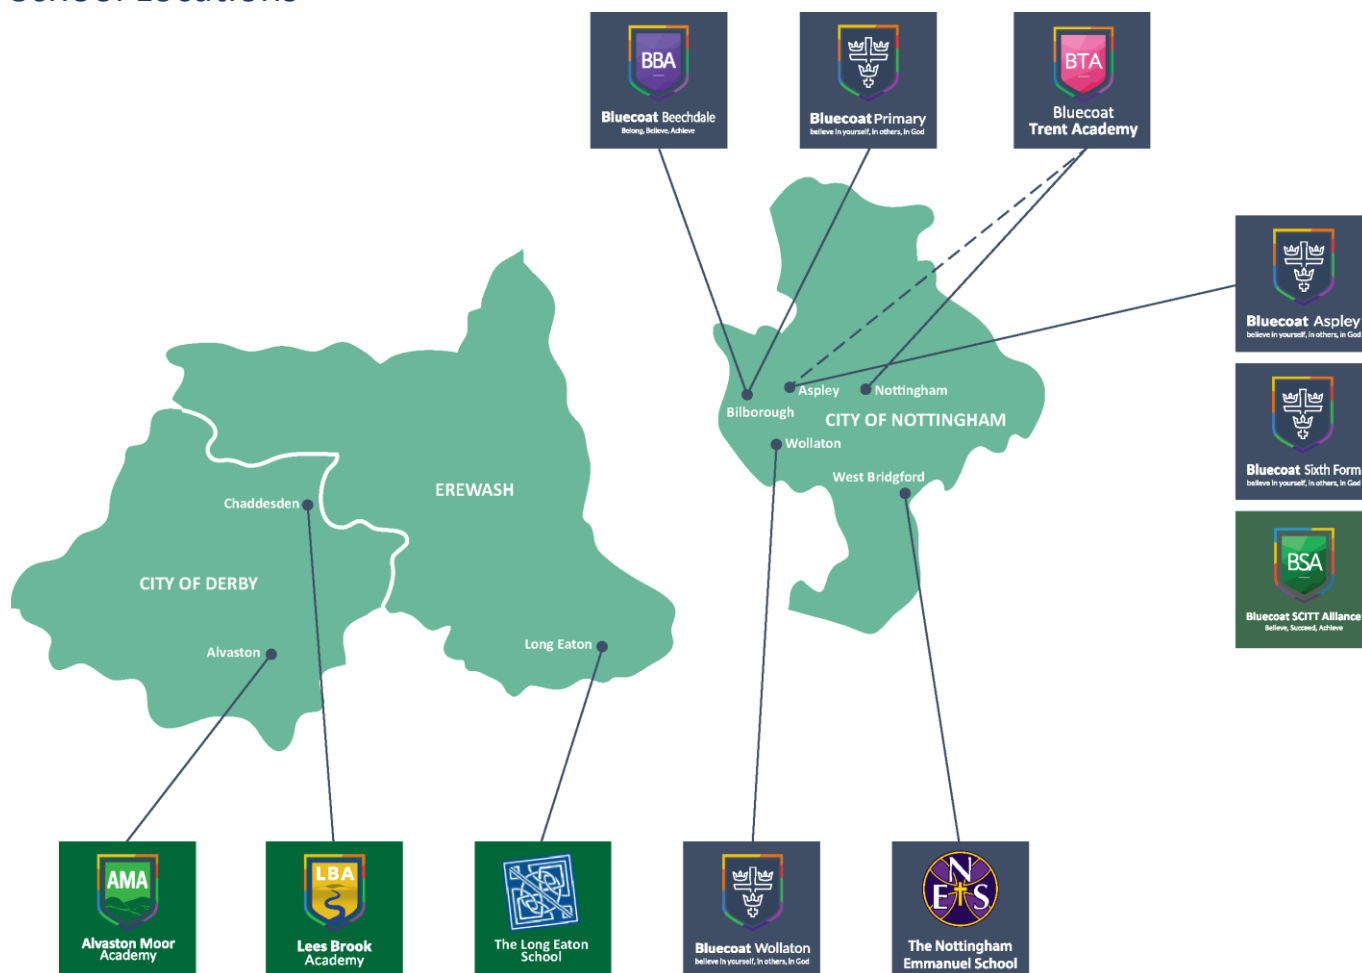 School Locations
BBA
Bluecoat Beechdale
Belong, Believe, Achieve
Bluecoat Primary
believe in yourself, in others, in God
BTA
Bluecoat
Trent Academy
Bluecoat Aspley
believe in yourself, in others, in God
Bluecoat Sixth Form
believe in yourself, in others, in God
BSA
Bluecoat SCITT Alliance
Believe, Succeed, Achieve
Aspley
Nottingham
Bilborough
CITY OF NOTTINGHAM
Wollaton
West Bridgford
EREWASH
Chaddesden
CITY OF DERBY
Alvaston
Long Eaton
AMA
Alvaston Moor
Academy
LBA
Lees Brook
Academy
The Long Eaton
School
Bluecoat Wollaton
believe in yourself, in others, in God
N
E S
The Nottingham
Emmanuel School